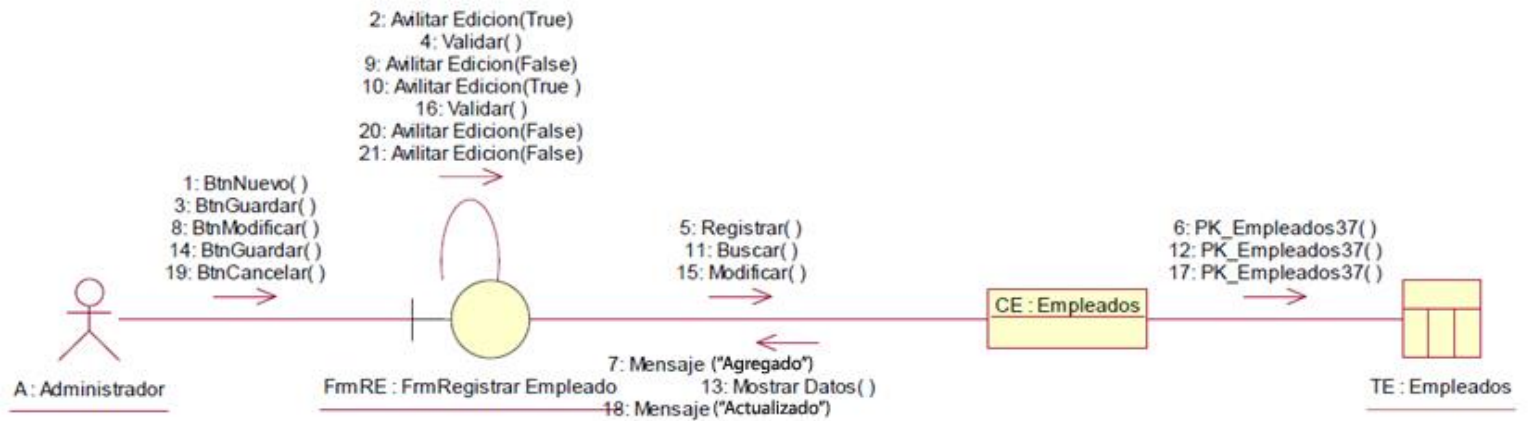 2: Avilitar Edicion(True)
4: Validar( )
9: Avilitar Edicion(False)
10: Avilitar Edicion(True )
16: Validar( )
20: Avilitar Edicion(False)
21: Avilitar Edicion(False)
1: BtnNuevo( )
3: BtnGuardar( )
8: BtnModificar( )
14: BtnGuardar( )
19: BtnCancelar( )
5: Registrar( )
11: Buscar( )
15: Modificar( )
6: PK_Empleados37( )
12: PK_Empleados37( )
17: PK_Empleados37( )
CE : Empleados
7: Mensaje ("Agregado")
13: Mostrar Datos( )
18: Mensaje ("Actualizado")
A : Administrador
FrmRE : FrmRegistrar Empleado
TE : Empleados